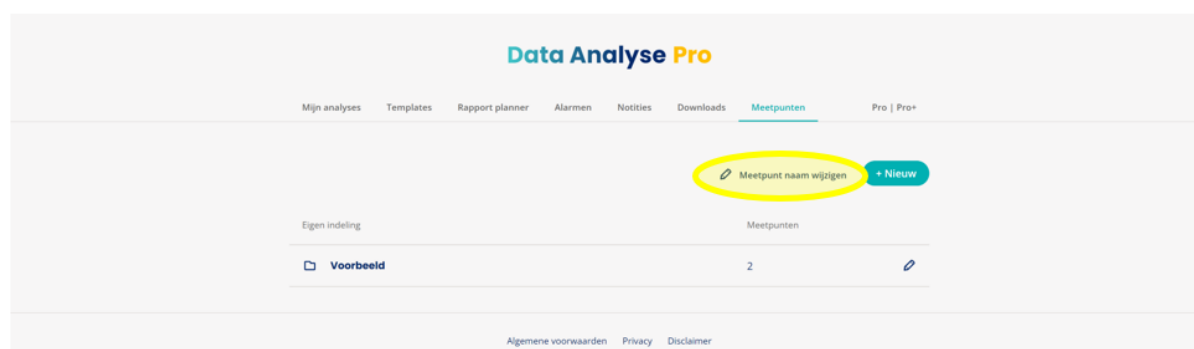 Data Analyse Pro
Mijn analyses Templates Rapport planner Alarmen Notities Downloads Meetpunten Pro | Pro+
Meetpunt naam wijzigen + Nieuw
Eigen indeling Meetpunten
Voorbeeld 2
Algemene voorwaarden Privacy Disclaimer